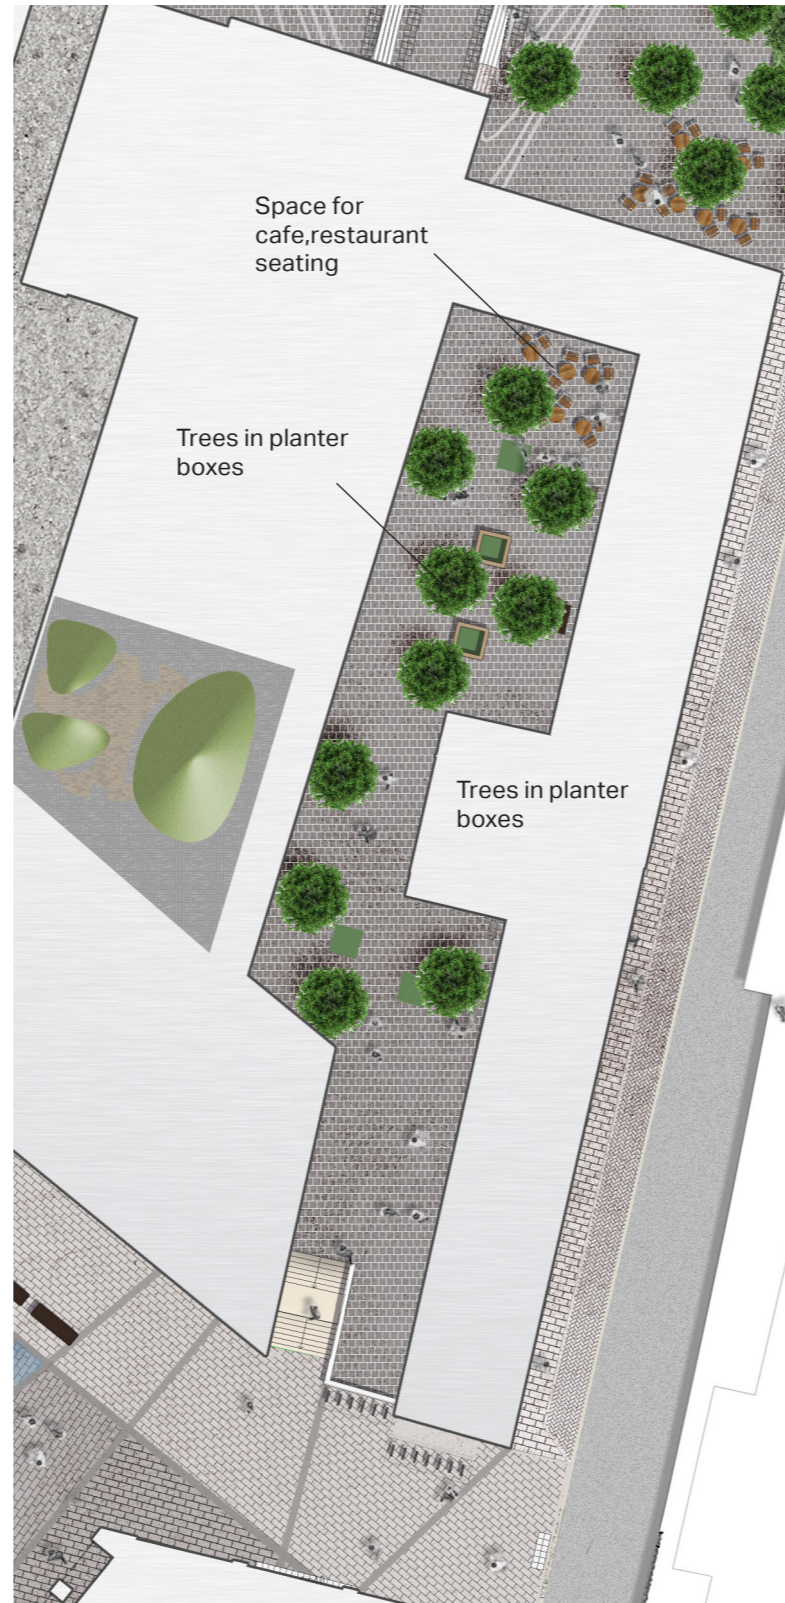 Space for
cafe,restaurant
seating
Trees in planter
boxes
Trees in planter
boxes